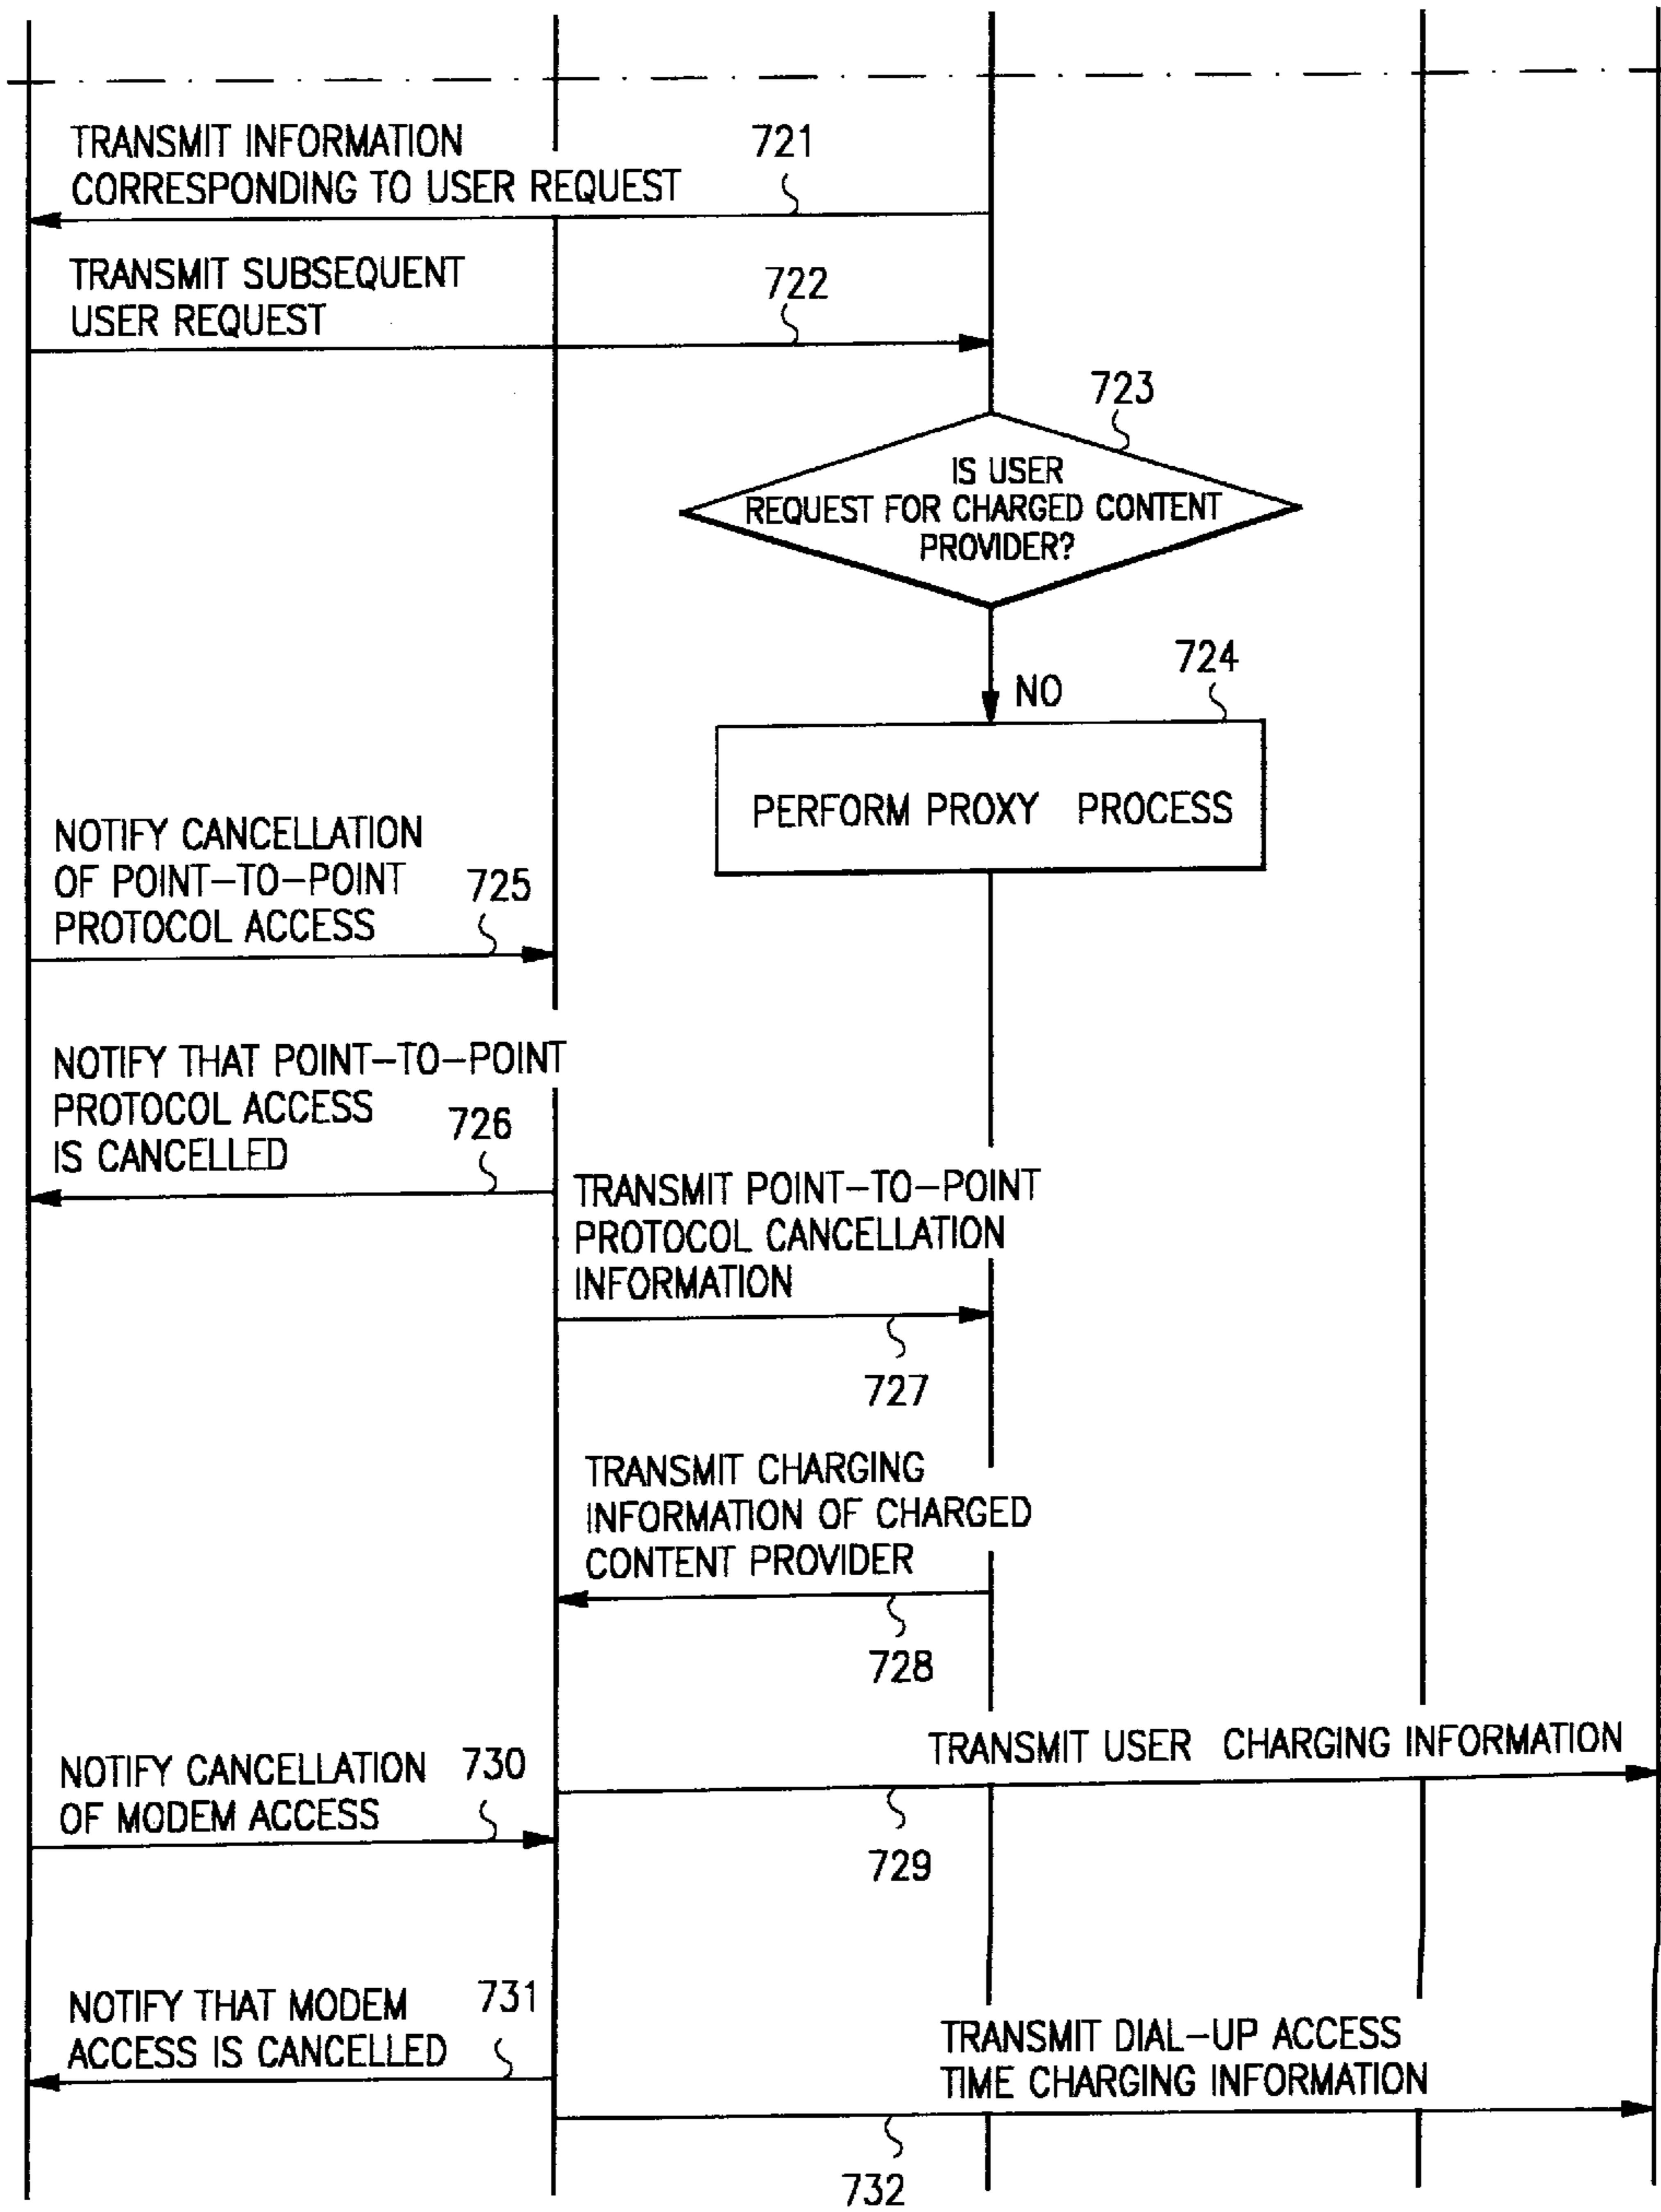 TRANSMIT INFORMATION
CORRESPONDING TO USER REQUEST
721
TRANSMIT SUBSEQUENT
USER REQUEST
722
723
IS USER
REQUEST FOR CHARGED CONTENT
PROVIDER?
NO
724
PERFORM PROXY PROCESS
NOTIFY CANCELLATION
OF POINT-TO-POINT
PROTOCOL ACCESS
725
NOTIFY THAT POINT-TO-POINT
PROTOCOL ACCESS
IS CANCELLED
726
TRANSMIT POINT-TO-POINT
PROTOCOL CANCELLATION
INFORMATION
727
TRANSMIT CHARGING
INFORMATION OF CHARGED
CONTENT PROVIDER
728
TRANSMIT USER CHARGING INFORMATION
729
NOTIFY CANCELLATION
OF MODEM ACCESS
730
NOTIFY THAT MODEM
ACCESS IS CANCELLED
731
TRANSMIT DIAL-UP ACCESS
TIME CHARGING INFORMATION
732